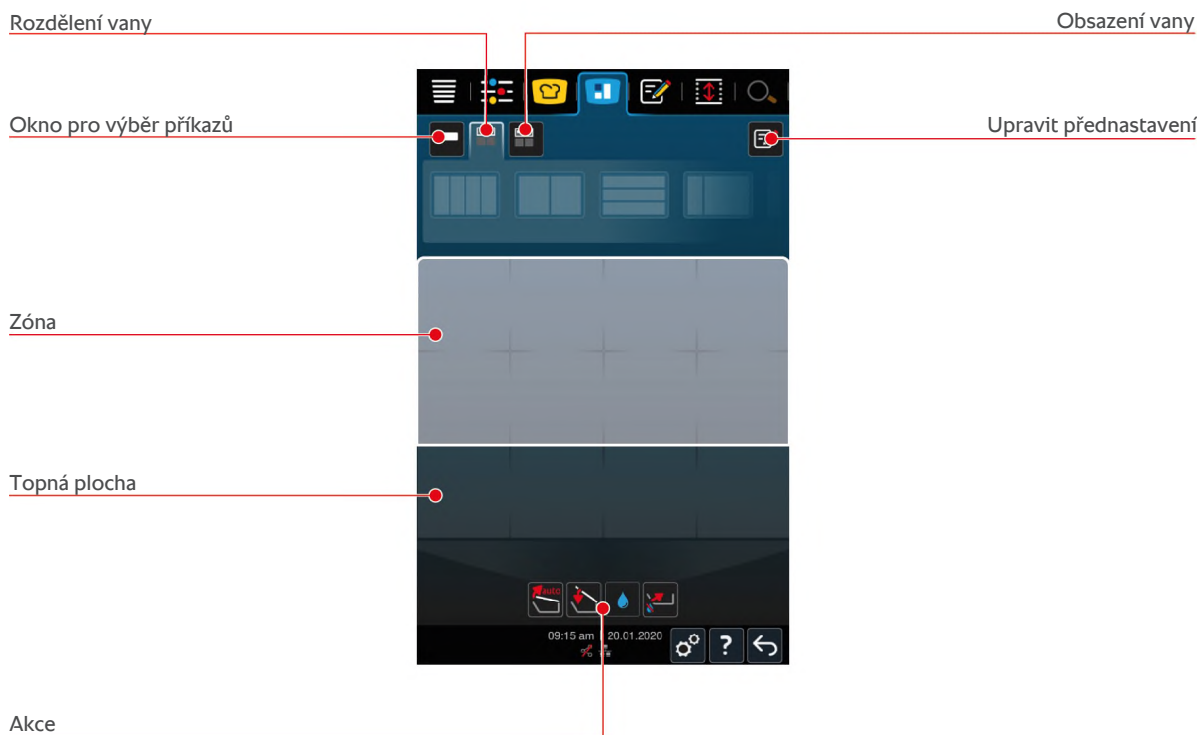 Rozdělení vany
Obsazení vany
Okno pro výběr příkazů
Upravit přednastavení
Zóna
Topná plocha
auto
09:15 am | 20.01.2020
?
Akce